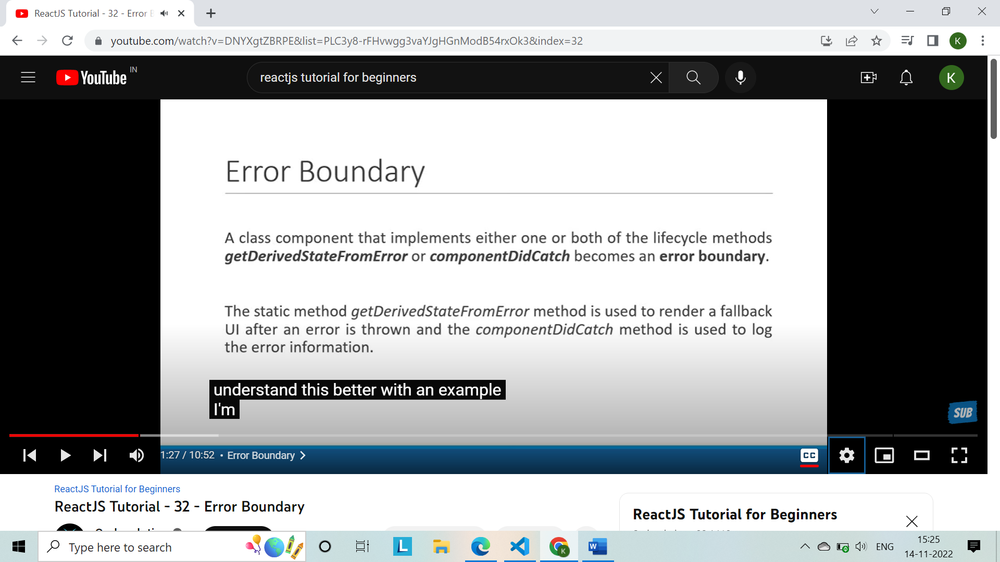 ReactJS Tutorial - 32 - Error
youtube.com/watch?v=DNYXgtZBRPE&list=PLC3y8-rFHvwgg3vaYJgHGnModB54rxOk3&index=32
K
YouTube IN
reactjs tutorial for beginners
K
Error Boundary
A class component that implements either one or both of the lifecycle methods
getDerivedStateFromError or componentDidCatch becomes an error boundary.
The static method getDerivedStateFromError method is used to render a fallback
UI after an error is thrown and the componentDidCatch method is used to log
the error information.
understand this better with an example
I'm
SUB
1:27 / 10:52 • Error Boundary
CC
ReactJS Tutorial for Beginners
ReactJS Tutorial - 32 - Error Boundary
ReactJS Tutorial for Beginners
Type here to search
L
K
W
ENG
15:25
14-11-2022